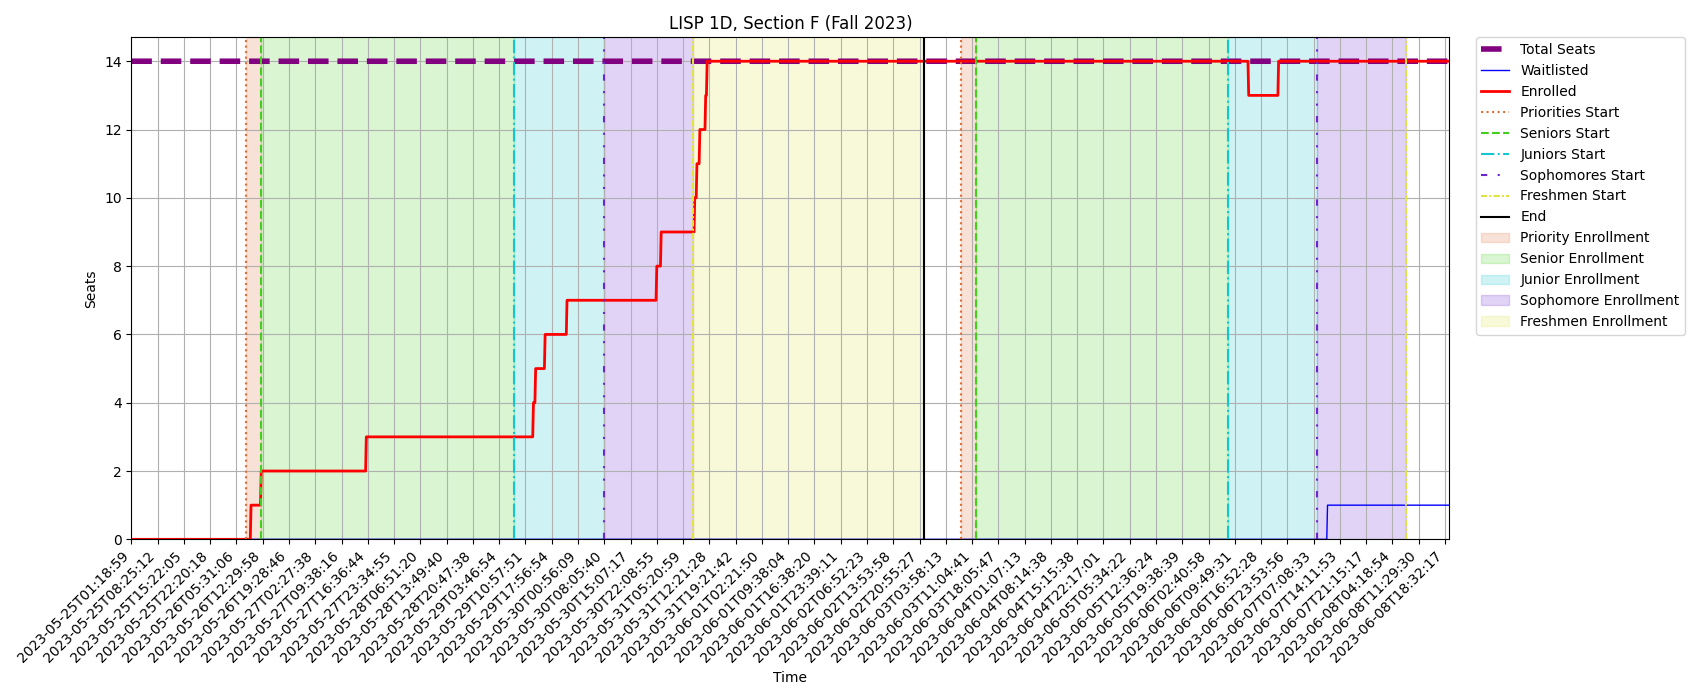 LISP 1D, Section F (Fall 2023)
Seats
14
12
10
8
6
4
2
0
2023-05-25T01:18:59
2023-05-25T08:25:12
2023-05-25T15:22:05
2023-05-25T22:20:18
2023-05-26T05:31:06
2023-05-26T12:29:58
2023-05-26T19:28:46
2023-05-27T02:27:38
2023-05-27T09:38:16
2023-05-27T16:36:44
2023-05-27T23:34:55
2023-05-28T06:51:20
2023-05-28T13:49:40
2023-05-28T20:47:38
2023-05-29T03:46:54
2023-05-29T10:57:51
2023-05-29T17:56:54
2023-05-30T00:56:09
2023-05-30T08:05:40
2023-05-30T15:07:17
2023-05-30T22:08:55
2023-05-31T05:20:59
2023-05-31T12:21:28
2023-05-31T19:21:42
2023-06-01T02:21:50
2023-06-01T09:38:04
2023-06-01T16:38:20
2023-06-01T23:39:11
2023-06-02T06:52:23
2023-06-02T13:53:58
2023-06-02T20:55:27
2023-06-03T03:58:13
2023-06-03T11:04:41
2023-06-03T18:05:47
2023-06-04T01:07:13
2023-06-04T08:14:38
2023-06-04T15:15:38
2023-06-04T22:17:01
2023-06-05T05:34:22
2023-06-05T12:36:24
2023-06-05T19:38:39
2023-06-06T02:40:58
2023-06-06T09:49:31
2023-06-06T16:52:28
2023-06-06T23:53:56
2023-06-07T07:08:33
2023-06-07T14:11:53
2023-06-07T21:15:17
2023-06-08T04:18:54
2023-06-08T11:29:30
2023-06-08T18:32:17
Time
Total Seats
Waitlisted
Enrolled
Priorities Start
Seniors Start
Juniors Start
Sophomores Start
Freshmen Start
End
Priority Enrollment
Senior Enrollment
Junior Enrollment
Sophomore Enrollment
Freshmen Enrollment